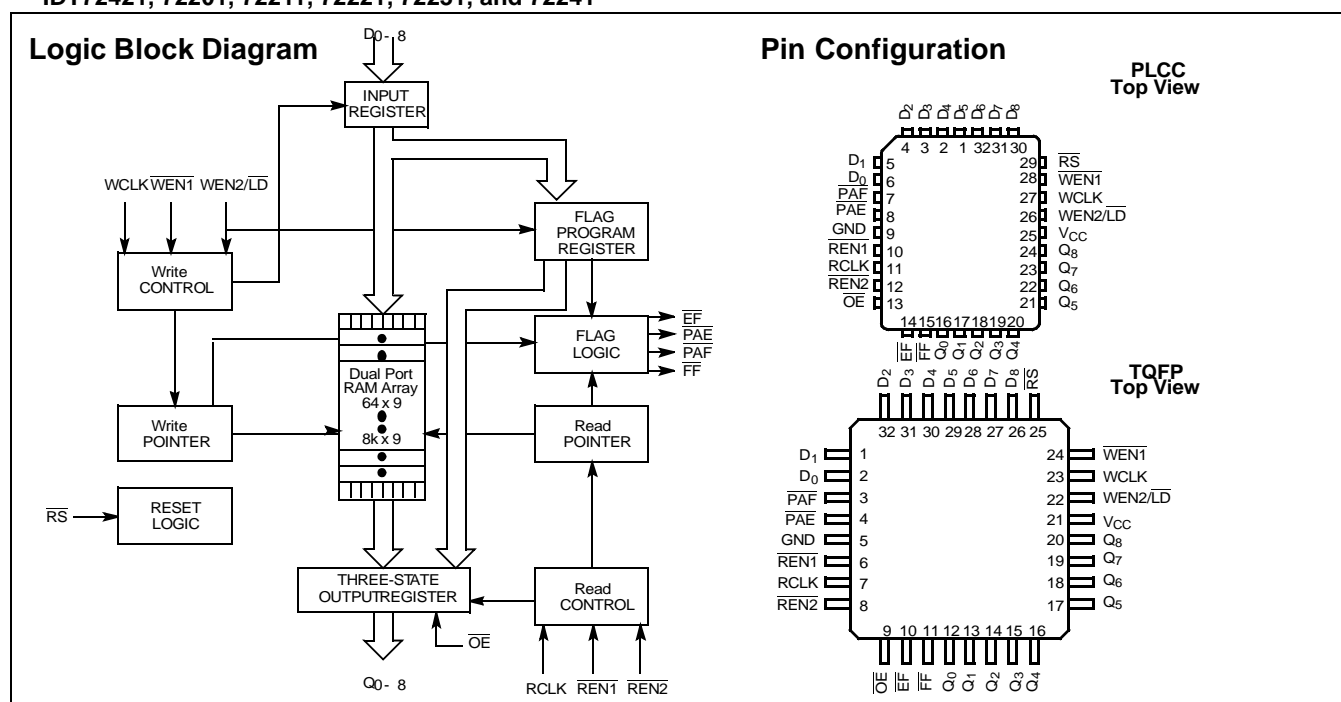 IDT72421, 72201, 72211, 72221, 72231, and 72241
Logic Block Diagram
D0-8
INPUT
REGISTER
WCLK WEN1 WEN2/LD
FLAG
PROGRAM
REGISTER
Write
CONTROL
FLAG
LOGIC
EF
PAE
PAF
FF
Dual Port
RAM Array
64 x 9
8k x 9
Write
POINTER
Read
POINTER
RS
RESET
LOGIC
THREE-STATE
OUTPUTREGISTER
Read
CONTROL
OE
Q0-8
RCLK REN1 REN2
Pin Configuration
PLCC
Top View
D2 D3 D4 D5 D6 D7 D8
4 3 2 1 32 31 30
D1 5
D0 6
PAF 7
PAE 8
GND 9
REN1 10
RCLK 11
REN2 12
OE 13
29 RS
28 WEN1
27 WCLK
26 WEN2/LD
25 VCC
24 Q8
23 Q7
22 Q6
21 Q5
14 15 16 17 18 19 20
EF FF Q0 Q1 Q2 Q3 Q4
TQFP
Top View
D2 D3 D4 D5 D6 D7 D8 RS
32 31 30 29 28 27 26 25
D1 1
D0 2
PAF 3
PAE 4
GND 5
REN1 6
RCLK 7
REN2 8
24 WEN1
23 WCLK
22 WEN2/LD
21 VCC
20 Q8
19 Q7
18 Q6
17 Q5
9 10 11 12 13 14 15 16
OE EF FF Q0 Q1 Q2 Q3 Q4